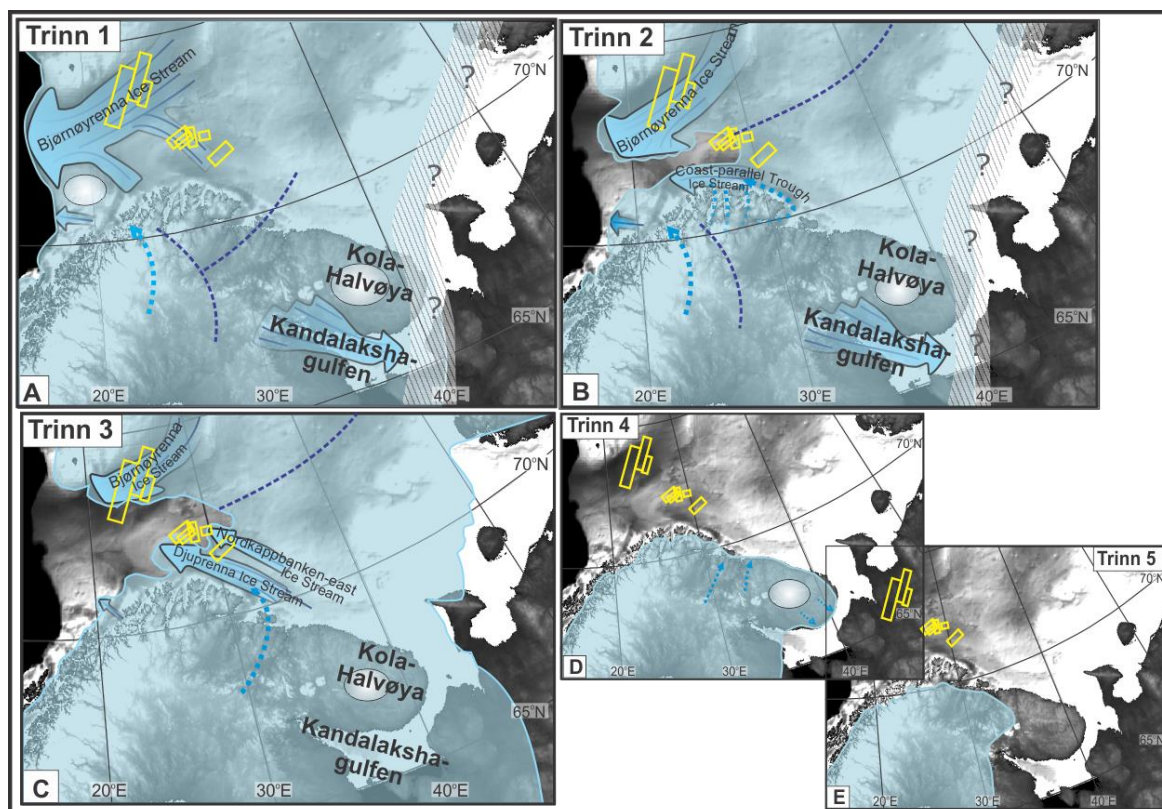 Trinn 1
Bjørnøyrenna Ice Stream
70°N
?
?
?
Kola-
Halvøya
Kandalaksha-
gulfen
65°N
A
20°E
30°E
40°E
Trinn 2
Bjørnøyrenna Ice Stream
70°N
?
?
?
?
Coast-parallel Trough
Ice Stream
Kola-
Halvøya
Kandalaksha-
gulfen
65°N
B
20°E
30°E
40°E
Trinn 3
Bjørnøyrenna
Ice Stream
70°N
Nordkappbanken-east
Ice Stream
Djuprenna Ice Stream
Kola-
Halvøya
Kandalaksha-
gulfen
65°N
C
20°E
30°E
40°E
Trinn 4
70°N
65°N
D
20°E
30°E
40°E
Trinn 5
70°N
65°N
E
20°E
30°E
40°E